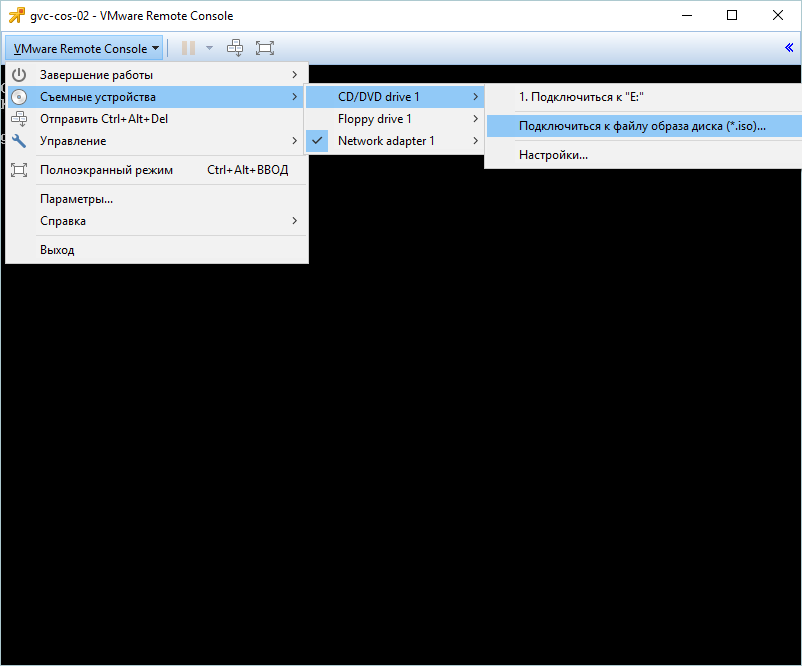 gvc-cos-02 - VMware Remote Console
VMware Remote Console
Завершение работы
Съемные устройства
Отправить Ctrl+Alt+Del
Управление
Полноэкранный режим Ctrl+Alt+ВВОД
Параметры...
Справка
Выход
CD/DVD drive 1
Floppy drive 1
Network adapter 1
1. Подключиться к "E:"
Подключиться к файлу образа диска (*.iso)...
Настройки...